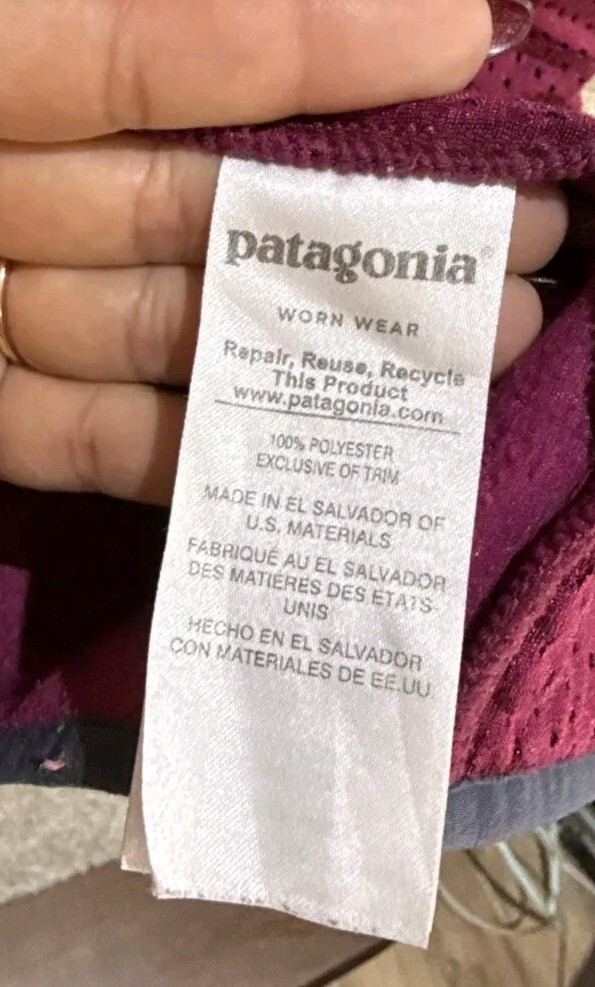 patagonia®
WORN WEAR
Repair, Reuse, Recycle
This Product
www.patagonia.com
100% POLYESTER
EXCLUSIVE OF TRIM
MADE IN EL SALVADOR OF
U.S. MATERIALS
FABRIQUÉ AU EL SALVADOR
DES MATIÈRES DES ETATS-
UNIS
HECHO EN EL SALVADOR
CON MATERIALES DE EE.UU.